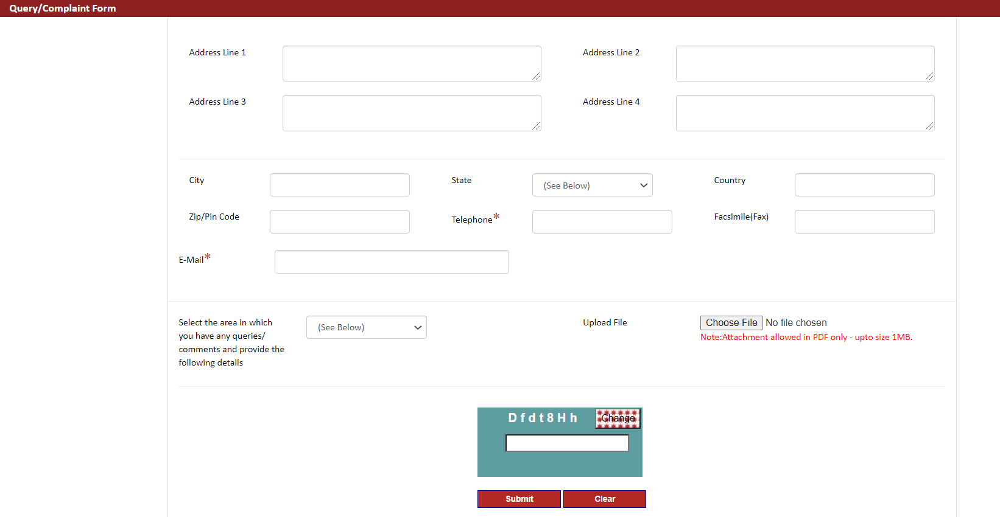 Query/Complaint Form
Address Line 1
Address Line 2
Address Line 3
Address Line 4
City
State
(See Below)
Country
Zip/Pin Code
Telephone*
Facsimile(Fax)
E-Mail*
Select the area in which
you have any queries/
comments and provide the
following details
(See Below)
Upload File
Choose File No file chosen
Note:Attachment allowed in PDF only - upto size 1MB.
Dfdt8Hh
Change
Submit
Clear